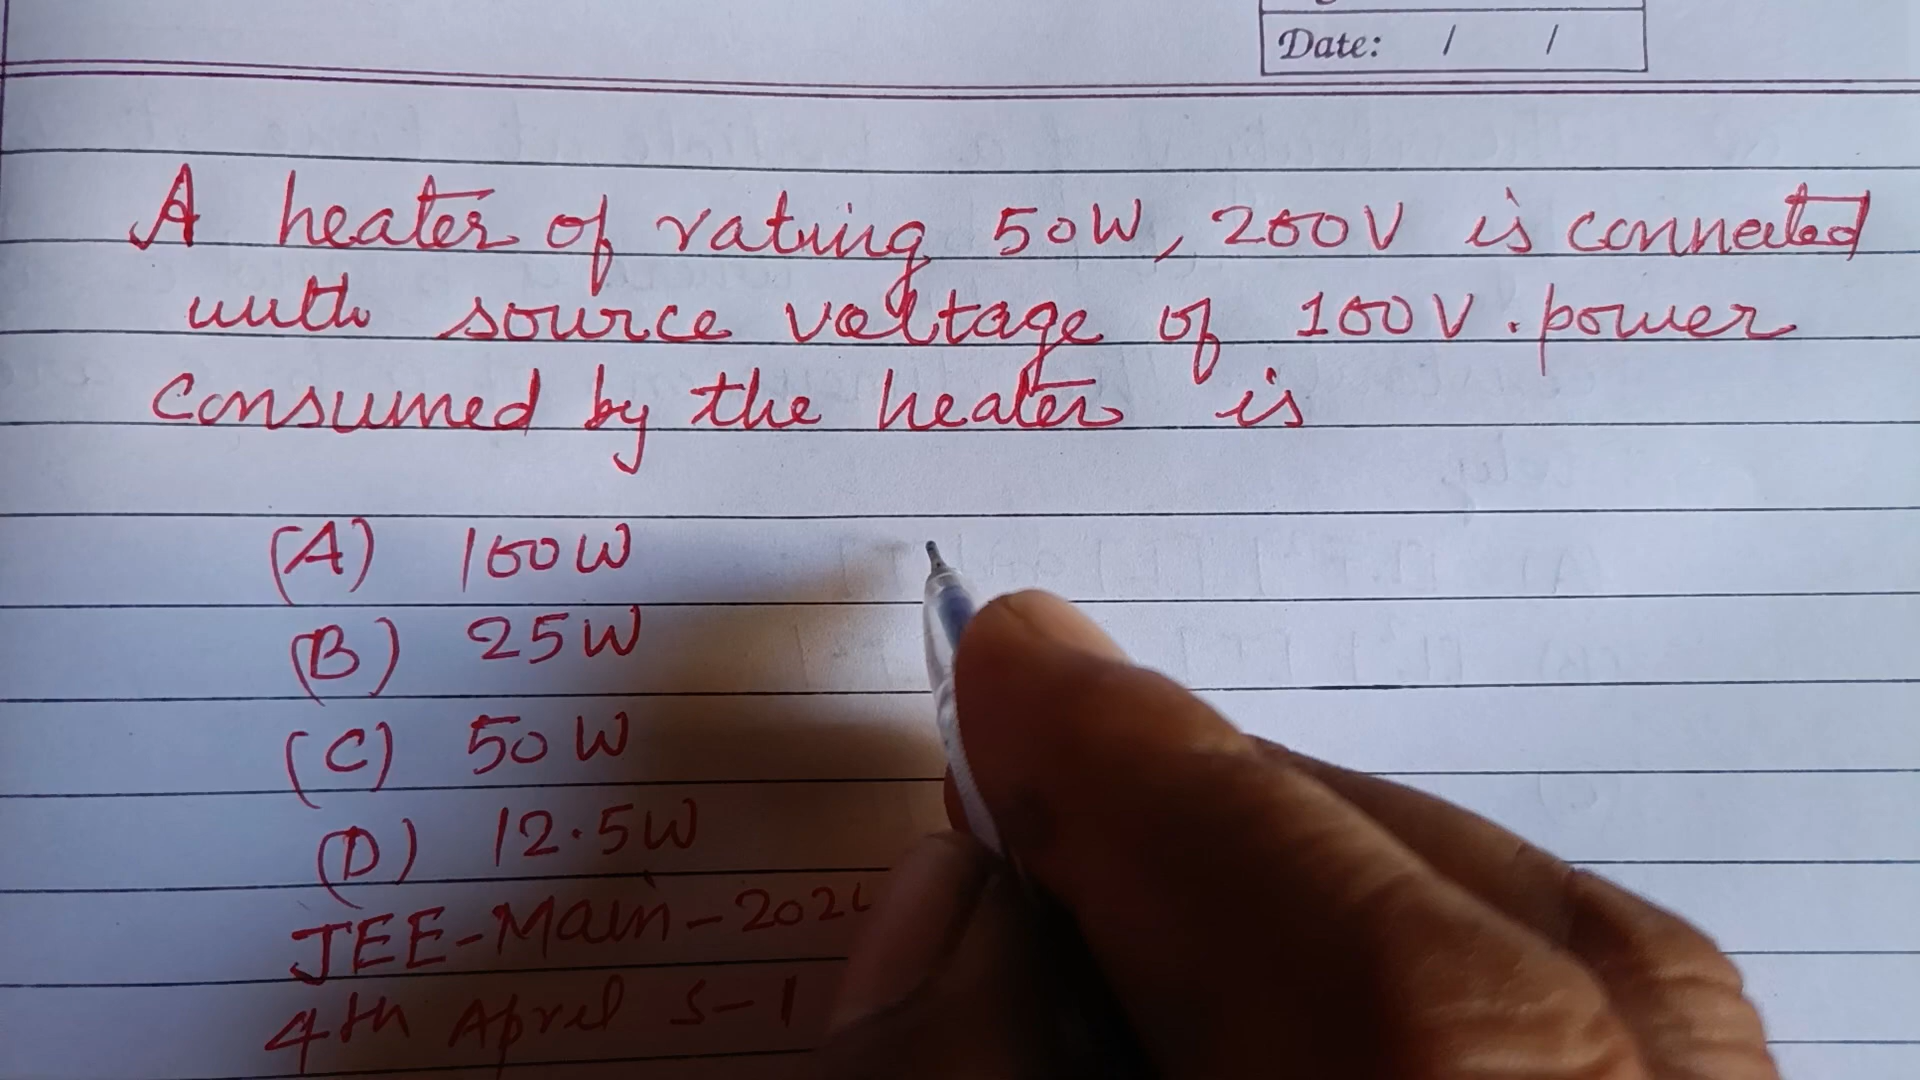 Date: / /
A heater of rating 50W, 200V is connected
with source voltage of 100V. power
consumed by the heater is
(A) 100W
(B) 25W
(C) 50W
(D) 12.5W
JEE-Main-202
4th April S-1